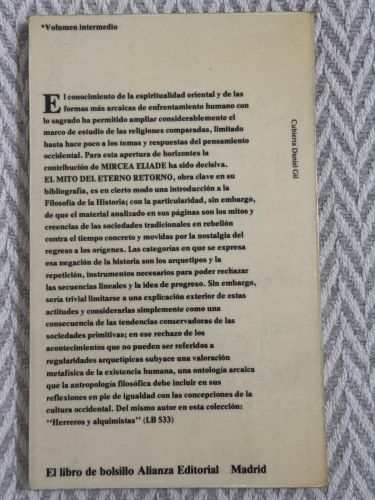 *Volumen intermedio
El conocimiento de la espiritualidad oriental y de las
formas más arcaicas de enfrentamiento humano con
lo sagrado ha permitido ampliar considerablemente el
marco de estudio de las religiones comparadas, limitado
hasta hace poco a los temas y respuestas del pensamiento
occidental. Para esta apertura de horizontes la
contribución de MIRCEA ELIADE ha sido decisiva.
EL MITO DEL ETERNO RETORNO, obra clave en su
bibliografía, es en cierto modo una introducción a la
Filosofía de la Historia; con la particularidad, sin embargo,
de que el material analizado en sus páginas son los mitos y
creencias de las sociedades tradicionales en rebelión
contra el tiempo concreto y movidas por la nostalgia del
regreso a los orígenes. Las categorías en que se expresa
esa negación de la historia son los arquetipos y la
repetición, instrumentos necesarios para poder rechazar
las secuencias lineales y la idea de progreso. Sin embargo,
sería trivial limitarse a una explicación exterior de estas
actitudes y considerarlas simplemente como una
consecuencia de las tendencias conservadoras de las
sociedades primitivas; en ese rechazo de los
acontecimientos que no pueden ser referidos a
regularidades arquetípicas subyace una valoración
metafísica de la existencia humana, una ontología arcaica
que la antropología filosófica debe incluir en sus
reflexiones en pie de igualdad con las concepciones de la
cultura occidental. Del mismo autor en esta colección:
“Herreros y alquimistas” (LB 533)
Cubierta Daniel Gil
El libro de bolsillo Alianza Editorial Madrid